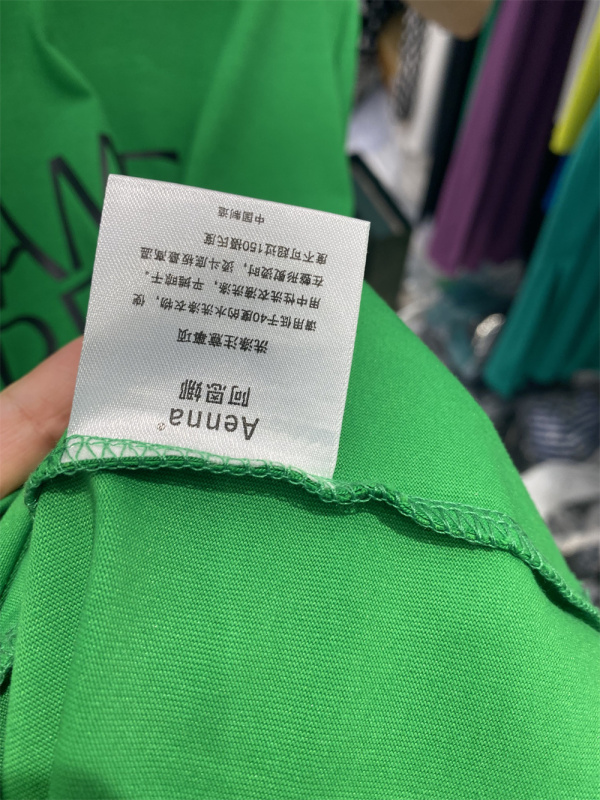 Aenna®
阿恩娜
洗涤注意事项
请用低于40度的水洗涤衣物，使
用中性洗衣液洗涤，平摊晾干。
在整形熨烫时，熨斗底板最高温
度不可超过150摄氏度
中国制造